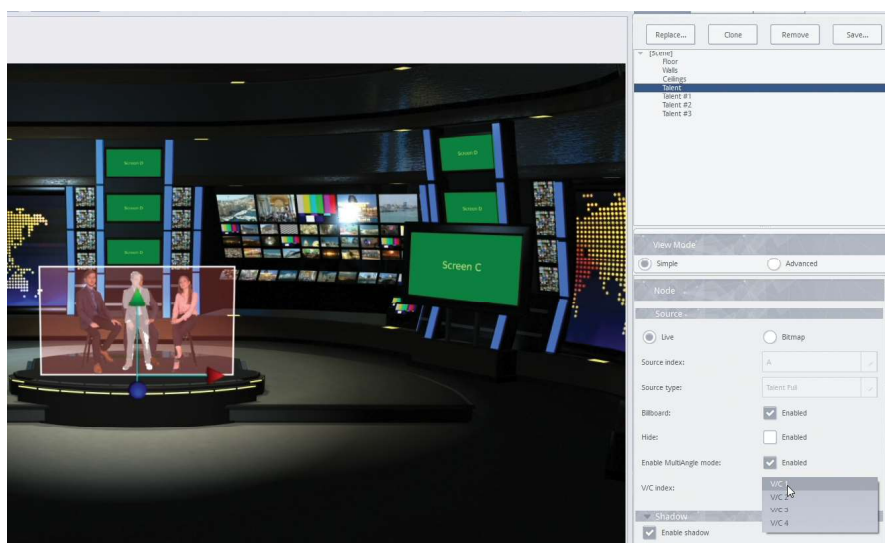 Replace... Clone Remove Save...
[Scene]
Floor
Walls
Ceilings
Talent
Talent #1
Talent #2
Talent #3
Screen D
Screen D
Screen C
View Mode
Simple Advanced
Node
Source
Live Bitmap
Source index: A
Source type: Talent Full
Billboard: Enabled
Hide: Enabled
Enable MultiAngle mode: Enabled
V/C index: V/C 1
V/C 2
V/C 3
V/C 4
Shadow
Enable shadow